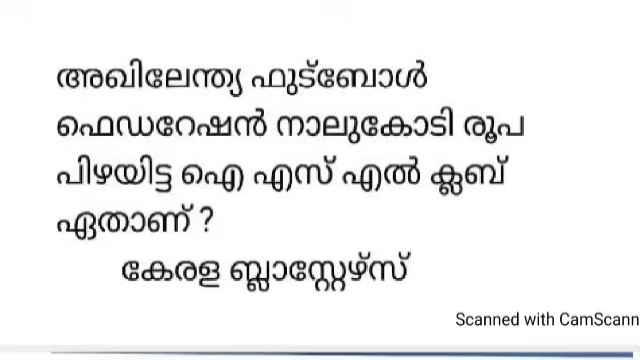 അഖിലേന്ത്യ ഫുട്ബോൾ
ഫെഡറേഷൻ നാലുകോടി രൂപ
പിഴയിട്ട ഐ എസ് എൽ ക്ലബ്
ഏതാണ് ?
കേരള ബ്ലാസ്റ്റേഴ്സ്
Scanned with CamScann